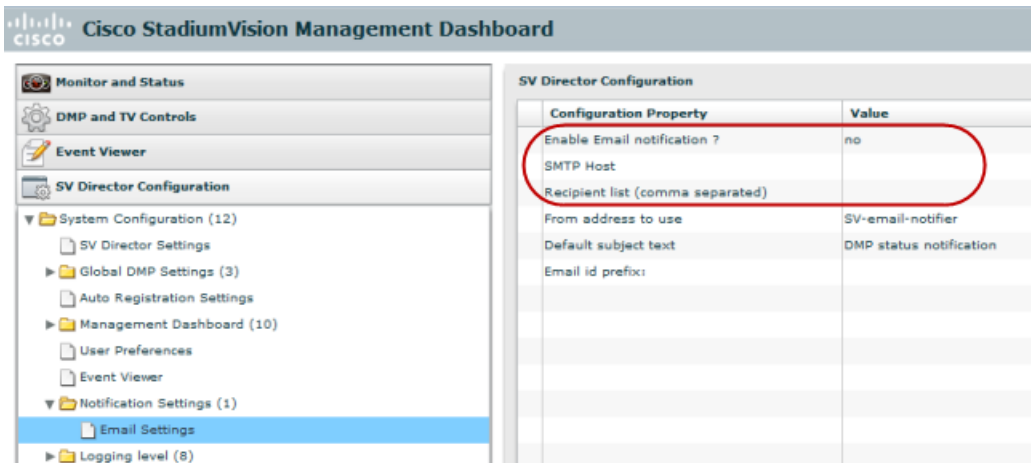 CISCO
Cisco StadiumVision Management Dashboard
Monitor and Status
DMP and TV Controls
Event Viewer
SV Director Configuration
System Configuration (12)
SV Director Settings
Global DMP Settings (3)
Auto Registration Settings
Management Dashboard (10)
User Preferences
Event Viewer
Notification Settings (1)
Email Settings
Logging level (8)
SV Director Configuration
Configuration Property Value
Enable Email notification ? no
SMTP Host
Recipient list (comma separated)
From address to use SV-email-notifier
Default subject text DMP status notification
Email id prefix: